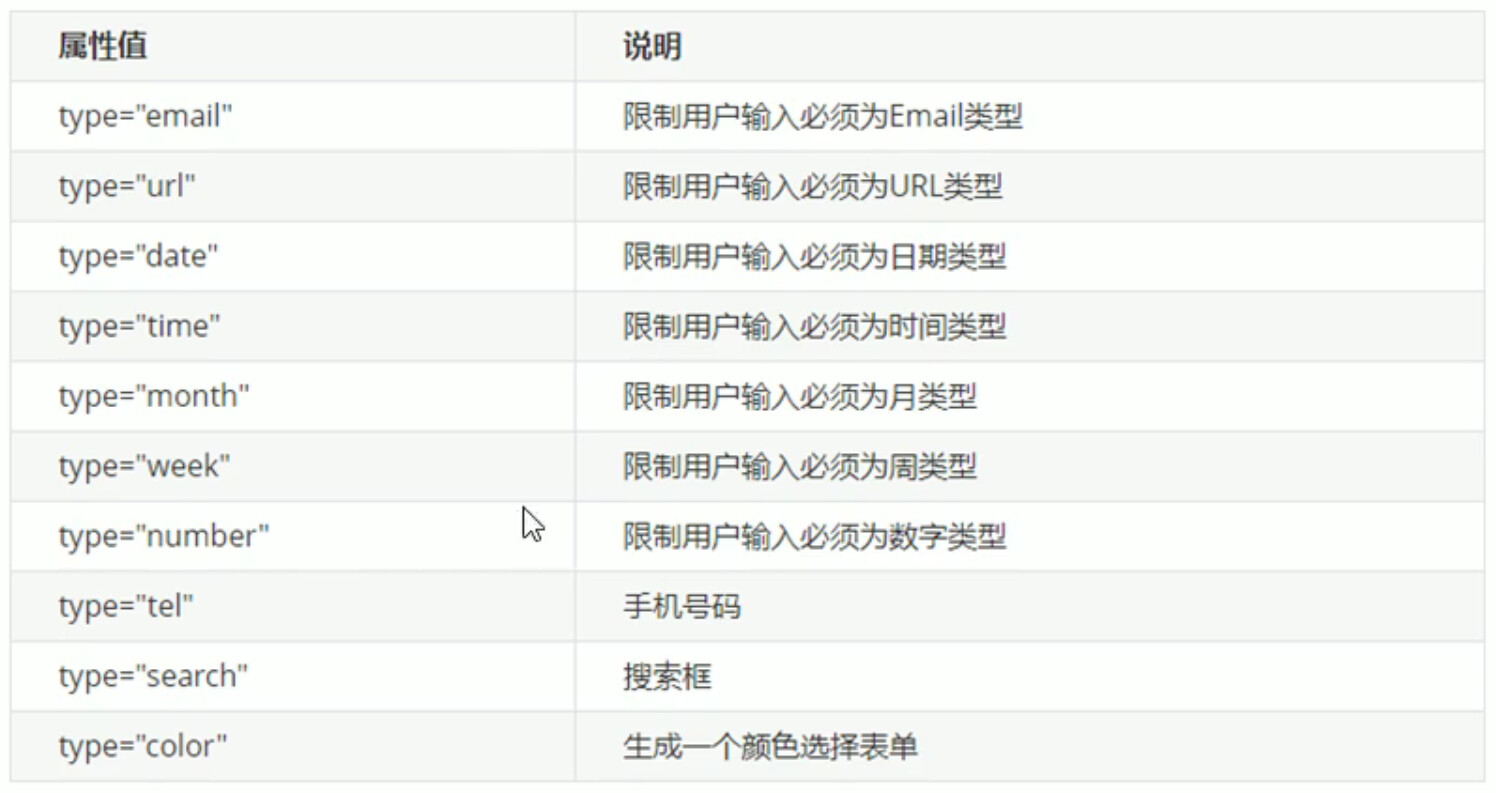 属性值 说明
type="email" 限制用户输入必须为Email类型
type="url" 限制用户输入必须为URL类型
type="date" 限制用户输入必须为日期类型
type="time" 限制用户输入必须为时间类型
type="month" 限制用户输入必须为月类型
type="week" 限制用户输入必须为周类型
type="number" 限制用户输入必须为数字类型
type="tel" 手机号码
type="search" 搜索框
type="color" 生成一个颜色选择表单